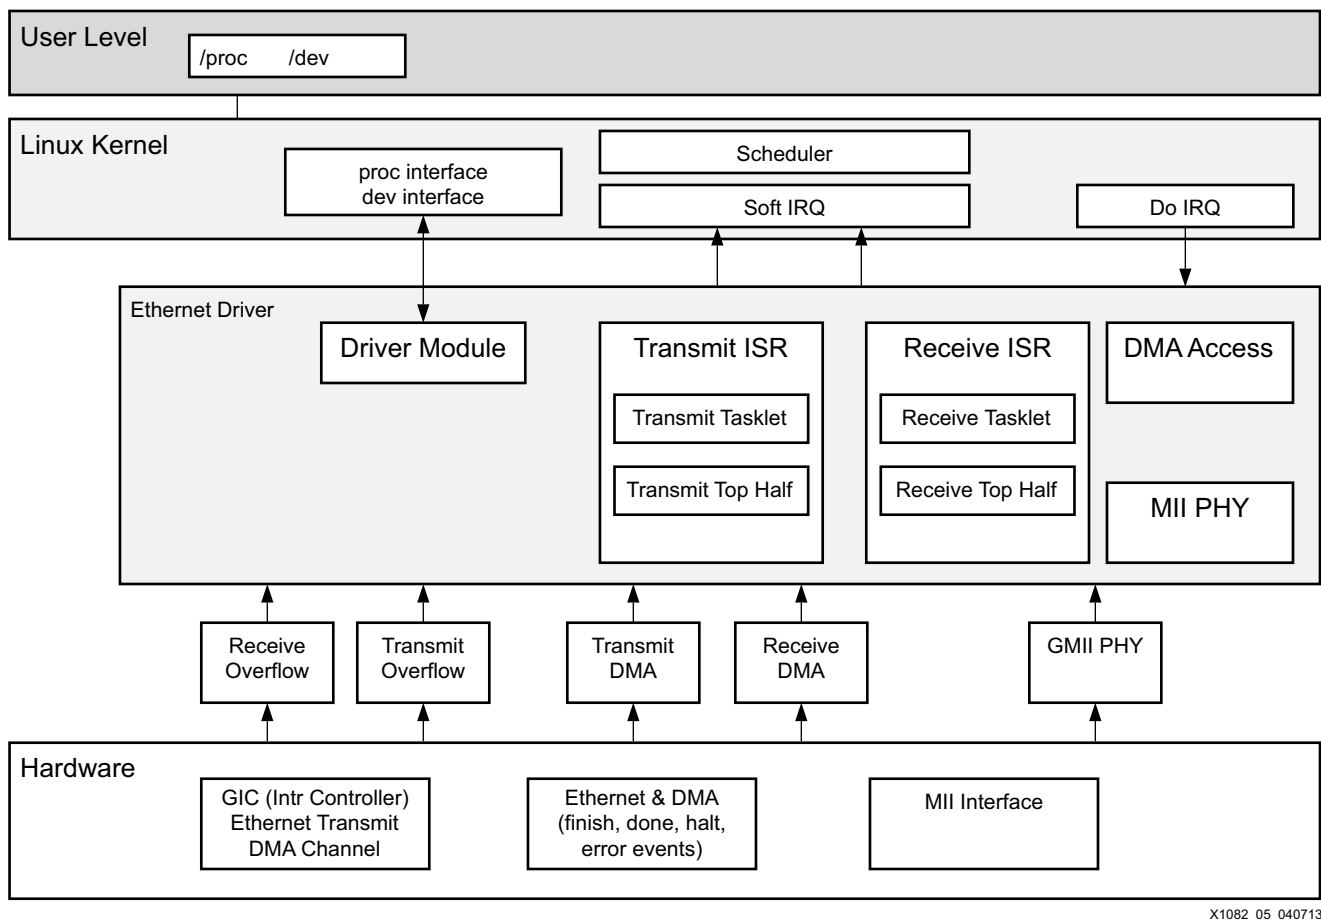 User Level
/proc /dev
Linux Kernel
proc interface
dev interface
Scheduler
Soft IRQ
Do IRQ
Ethernet Driver
Driver Module
Transmit ISR
Transmit Tasklet
Transmit Top Half
Receive ISR
Receive Tasklet
Receive Top Half
DMA Access
MII PHY
Receive
Overflow
Transmit
Overflow
Transmit
DMA
Receive
DMA
GMII PHY
Hardware
GIC (Intr Controller)
Ethernet Transmit
DMA Channel
Ethernet & DMA
(finish, done, halt,
error events)
MII Interface
X1082_05_040713